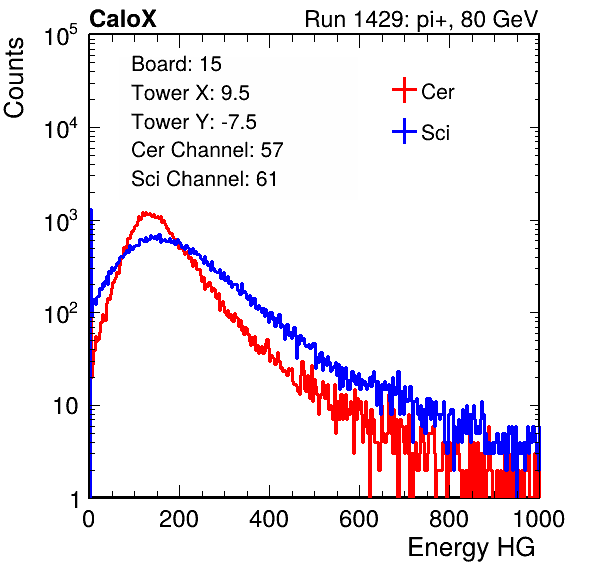 CaloX Run 1429: pi+, 80 GeV
Counts
10^5
10^4
10^3
10^2
10
1
Board: 15
Tower X: 9.5
Tower Y: -7.5
Cer Channel: 57
Sci Channel: 61
Cer
Sci
0 200 400 600 800 1000
Energy HG